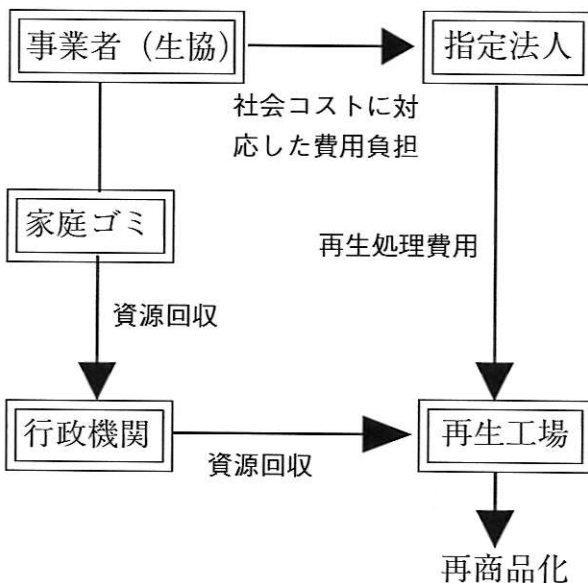 事業者（生協）
指定法人
社会コストに対
応した費用負担
家庭ゴミ
再生処理費用
資源回収
行政機関
再生工場
資源回収
再商品化